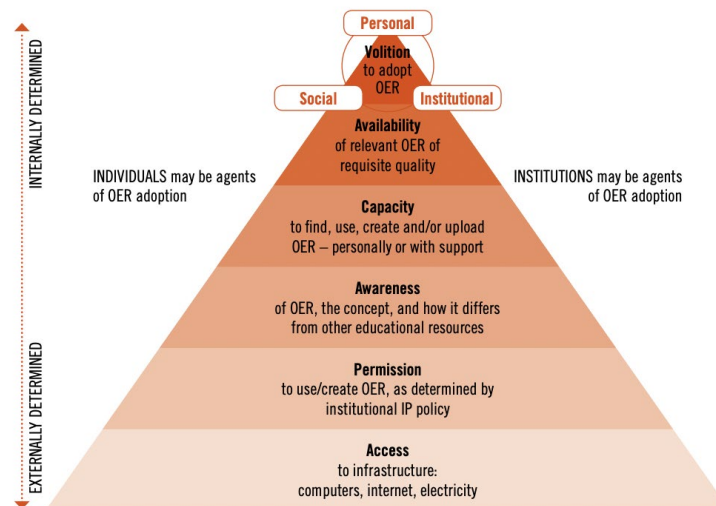 Personal
Volition
to adopt
OER
Social
Institutional
Availability
of relevant OER of
requisite quality
INDIVIDUALS may be agents
of OER adoption
INSTITUTIONS may be agents
of OER adoption
Capacity
to find, use, create and/or upload
OER – personally or with support
Awareness
of OER, the concept, and how it differs
from other educational resources
Permission
to use/create OER, as determined by
institutional IP policy
Access
to infrastructure:
computers, internet, electricity
INTERNALLY DETERMINED
EXTERNALLY DETERMINED